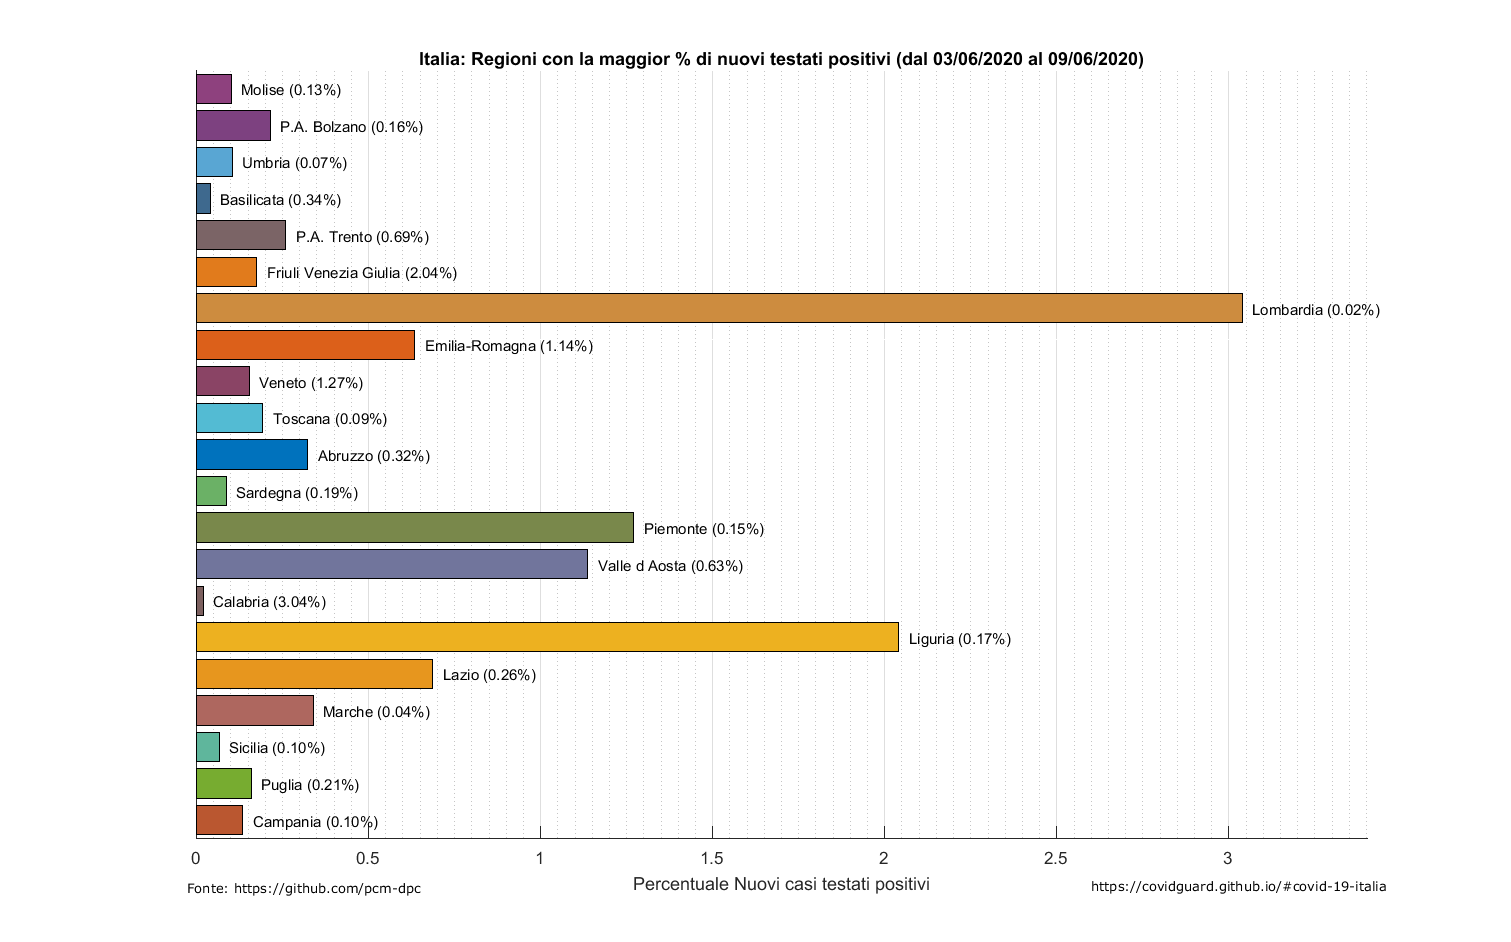 Italia: Regioni con la maggior % di nuovi testati positivi (dal 03/06/2020 al 09/06/2020)
Molise (0.13%)
P.A. Bolzano (0.16%)
Umbria (0.07%)
Basilicata (0.34%)
P.A. Trento (0.69%)
Friuli Venezia Giulia (2.04%)
Lombardia (0.02%)
Emilia-Romagna (1.14%)
Veneto (1.27%)
Toscana (0.09%)
Abruzzo (0.32%)
Sardegna (0.19%)
Piemonte (0.15%)
Valle d Aosta (0.63%)
Calabria (3.04%)
Liguria (0.17%)
Lazio (0.26%)
Marche (0.04%)
Sicilia (0.10%)
Puglia (0.21%)
Campania (0.10%)
0 0.5 1 1.5 2 2.5 3
Percentuale Nuovi casi testati positivi
Fonte: https://github.com/pcm-dpc
https://covidguard.github.io/#covid-19-italia